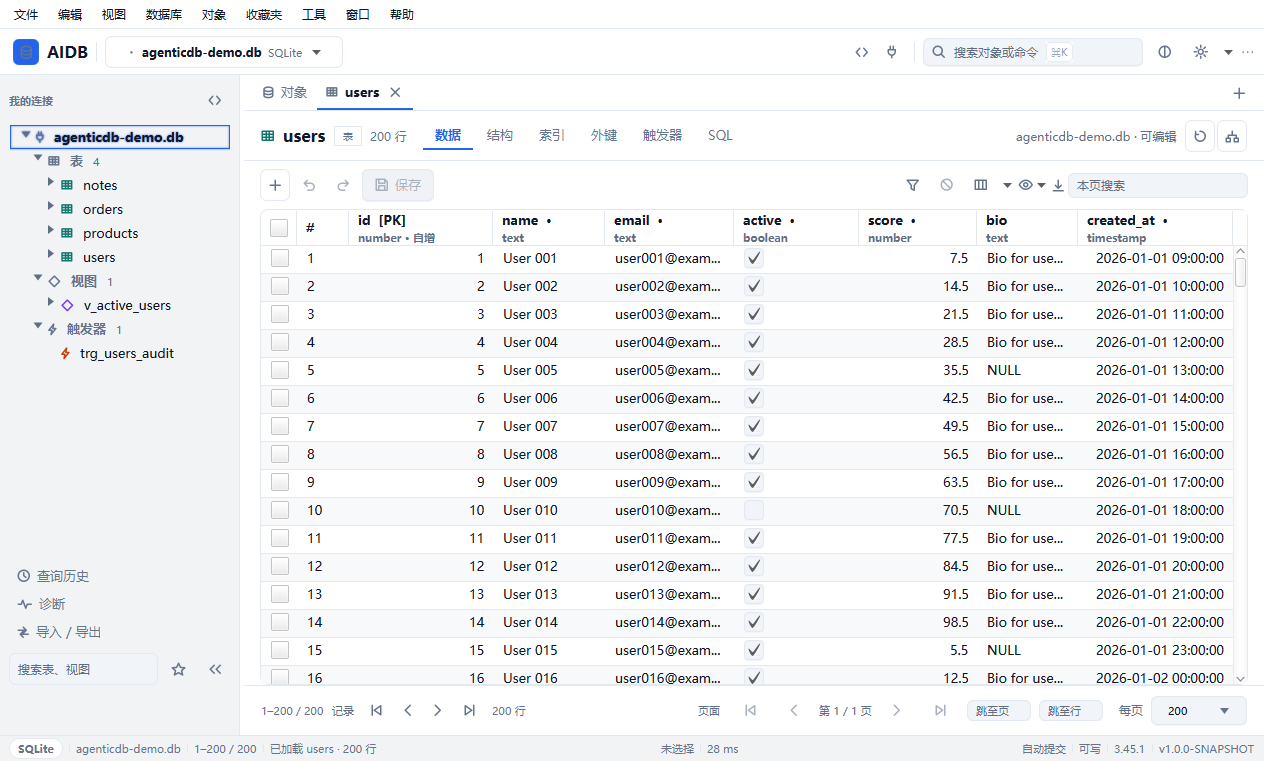 文件 编辑 视图 数据库 对象 收藏夹 工具 窗口 帮助
AIDB · agenticdb-demo.db SQLite 搜索对象或命令 ⌘K
我的连接
agenticdb-demo.db
表 4
notes
orders
products
users
视图 1
v_active_users
触发器 1
trg_users_audit
查询历史
诊断
导入 / 导出
搜索表、视图
对象 users
users 表 200 行 数据 结构 索引 外键 触发器 SQL agenticdb-demo.db · 可编辑
保存 本页搜索
# id [PK] name • email • active • score • bio created_at •
number • 自增 text text boolean number text timestamp
1 1 User 001 user001@exam... 7.5 Bio for use... 2026-01-01 09:00:00
2 2 User 002 user002@exam... 14.5 Bio for use... 2026-01-01 10:00:00
3 3 User 003 user003@exam... 21.5 Bio for use... 2026-01-01 11:00:00
4 4 User 004 user004@exam... 28.5 Bio for use... 2026-01-01 12:00:00
5 5 User 005 user005@exam... 35.5 NULL 2026-01-01 13:00:00
6 6 User 006 user006@exam... 42.5 Bio for use... 2026-01-01 14:00:00
7 7 User 007 user007@exam... 49.5 Bio for use... 2026-01-01 15:00:00
8 8 User 008 user008@exam... 56.5 Bio for use... 2026-01-01 16:00:00
9 9 User 009 user009@exam... 63.5 Bio for use... 2026-01-01 17:00:00
10 10 User 010 user010@exam... 70.5 NULL 2026-01-01 18:00:00
11 11 User 011 user011@exam... 77.5 Bio for use... 2026-01-01 19:00:00
12 12 User 012 user012@exam... 84.5 Bio for use... 2026-01-01 20:00:00
13 13 User 013 user013@exam... 91.5 Bio for use... 2026-01-01 21:00:00
14 14 User 014 user014@exam... 98.5 Bio for use... 2026-01-01 22:00:00
15 15 User 015 user015@exam... 5.5 NULL 2026-01-01 23:00:00
16 16 User 016 user016@exam... 12.5 Bio for use... 2026-01-02 00:00:00
1–200 / 200 记录 200 行 页面 第 1 / 1 页 跳至页 跳至行 每页 200
SQLite agenticdb-demo.db 1–200 / 200 已加载 users · 200 行 未选择 28 ms 自动提交 可写 3.45.1 v1.0.0-SNAPSHOT